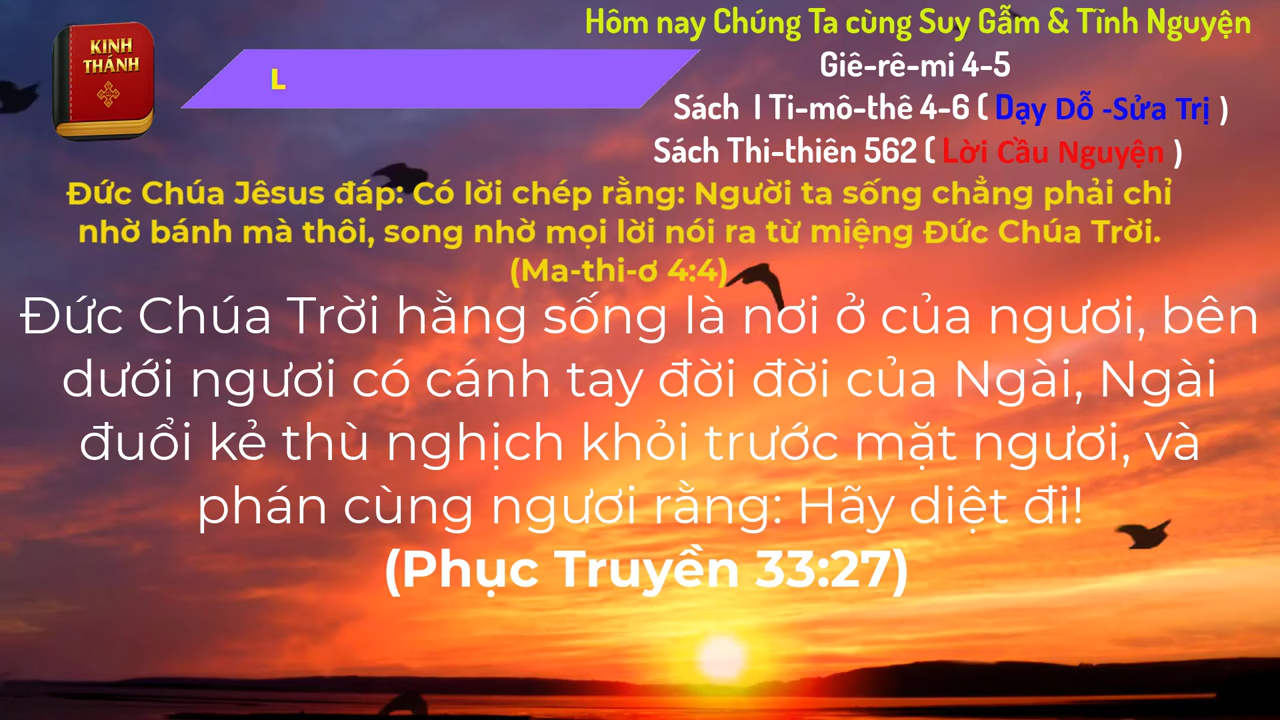 KINH
THÁNH
L
Hôm nay Chúng Ta cùng Suy Gẫm & Tĩnh Nguyện
Giê-rê-mi 4-5
Sách I Ti-mô-thê 4-6 ( Dạy Dỗ -Sửa Trị )
Sách Thi-thiên 562 ( Lời Cầu Nguyện )
Đức Chúa Jêsus đáp: Có lời chép rằng: Người ta sống chẳng phải chỉ
nhờ bánh mà thôi, song nhờ mọi lời nói ra từ miệng Đức Chúa Trời.
(Ma-thi-ơ 4:4)
Đức Chúa Trời hằng sống là nơi ở của ngươi, bên
dưới ngươi có cánh tay đời đời của Ngài, Ngài
đuổi kẻ thù nghịch khỏi trước mặt ngươi, và
phán cùng ngươi rằng: Hãy diệt đi!
(Phục Truyền 33:27)